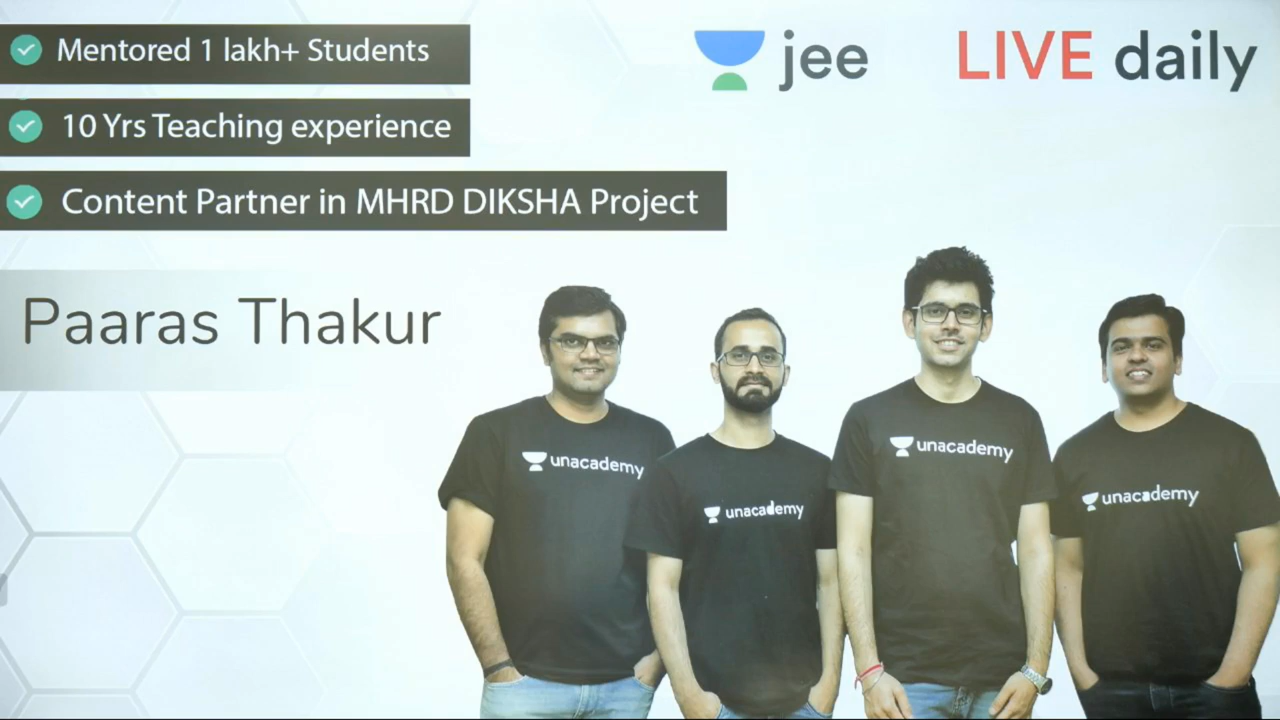 Mentored 1 lakh+ Students
10 Yrs Teaching experience
Content Partner in MHRD DIKSHA Project
jee
LIVE daily
Paaras Thakur
unacademy
unacademy
unacademy
unacademy